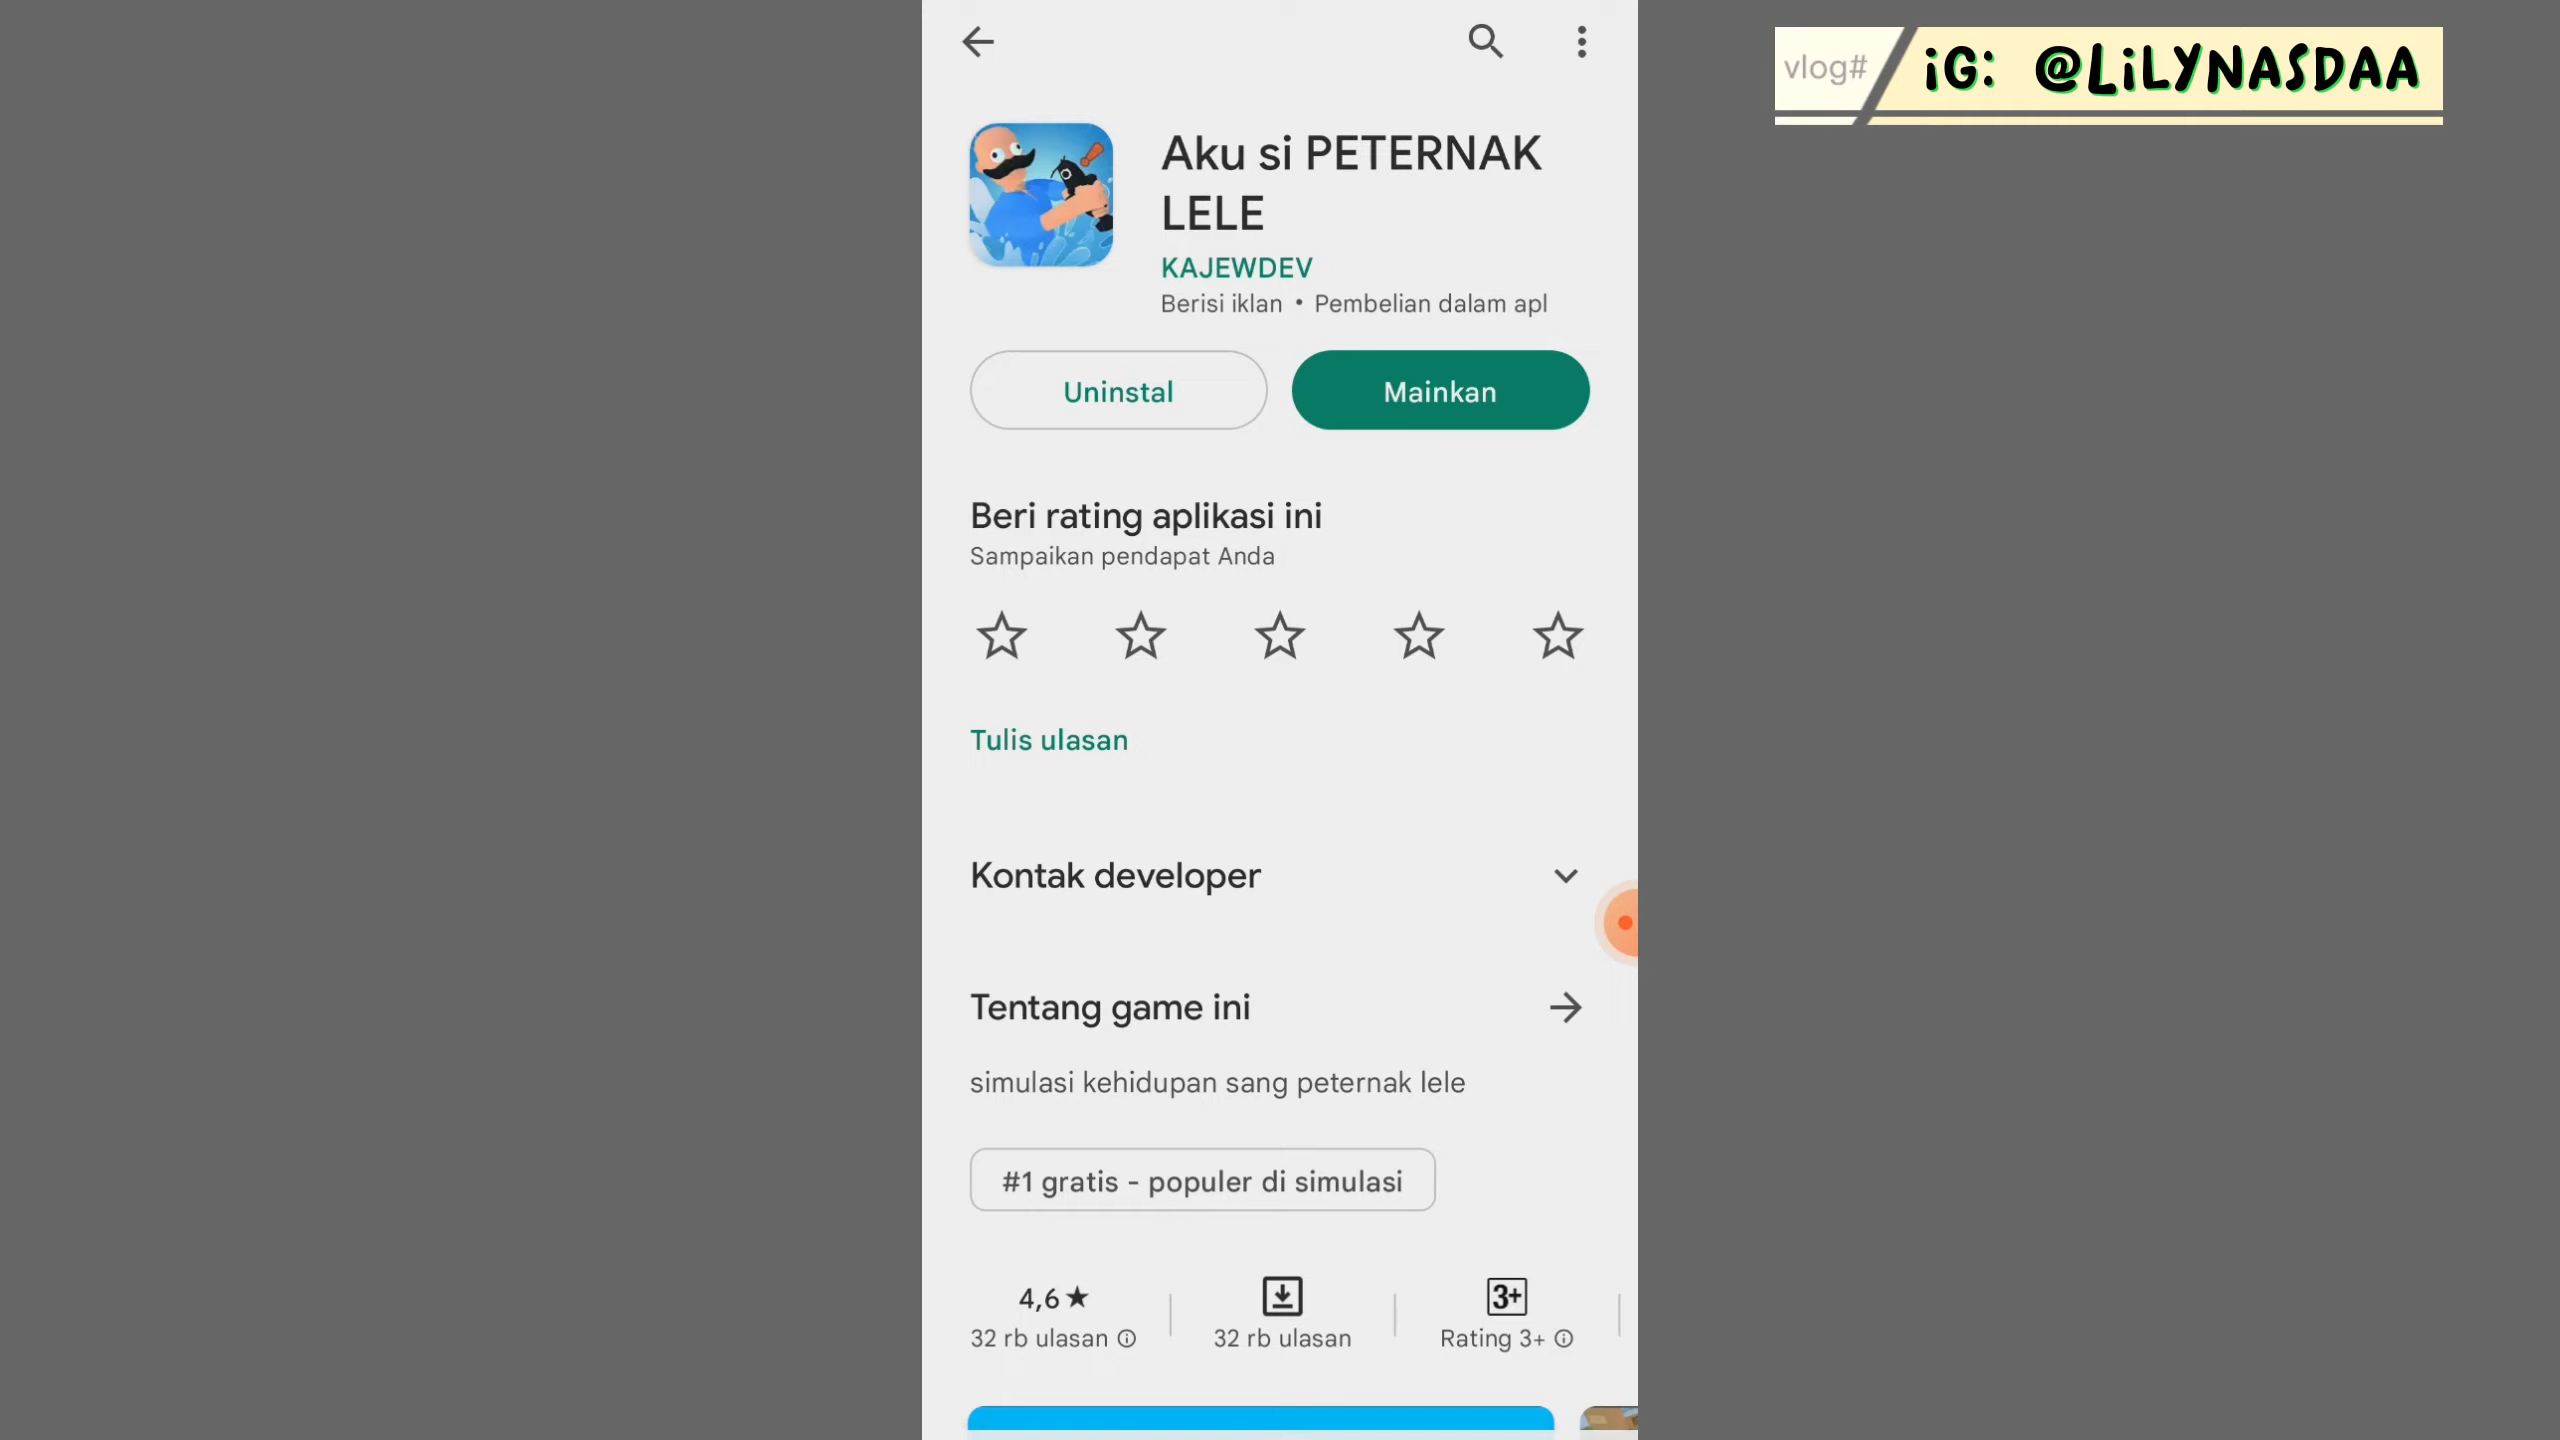 vlog#
iG: @LiLYNASDAA
Aku si PETERNAK
LELE
KAJEWDEV
Berisi iklan • Pembelian dalam apl
Uninstal
Mainkan
Beri rating aplikasi ini
Sampaikan pendapat Anda
Tulis ulasan
Kontak developer
Tentang game ini
simulasi kehidupan sang peternak lele
#1 gratis - populer di simulasi
4,6★
32 rb ulasan
32 rb ulasan
3+
Rating 3+